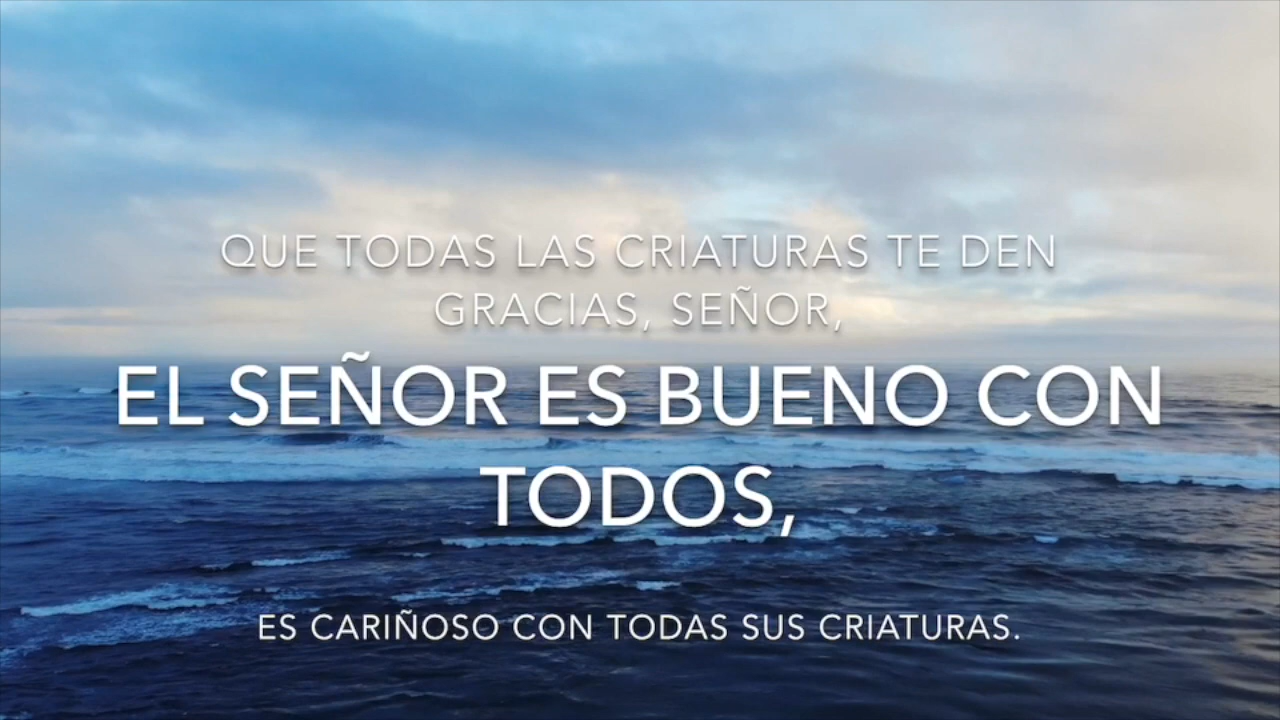 QUE TODAS LAS CRIATURAS TE DEN
GRACIAS, SEÑOR,
EL SEÑOR ES BUENO CON
TODOS,
ES CARIÑOSO CON TODAS SUS CRIATURAS.